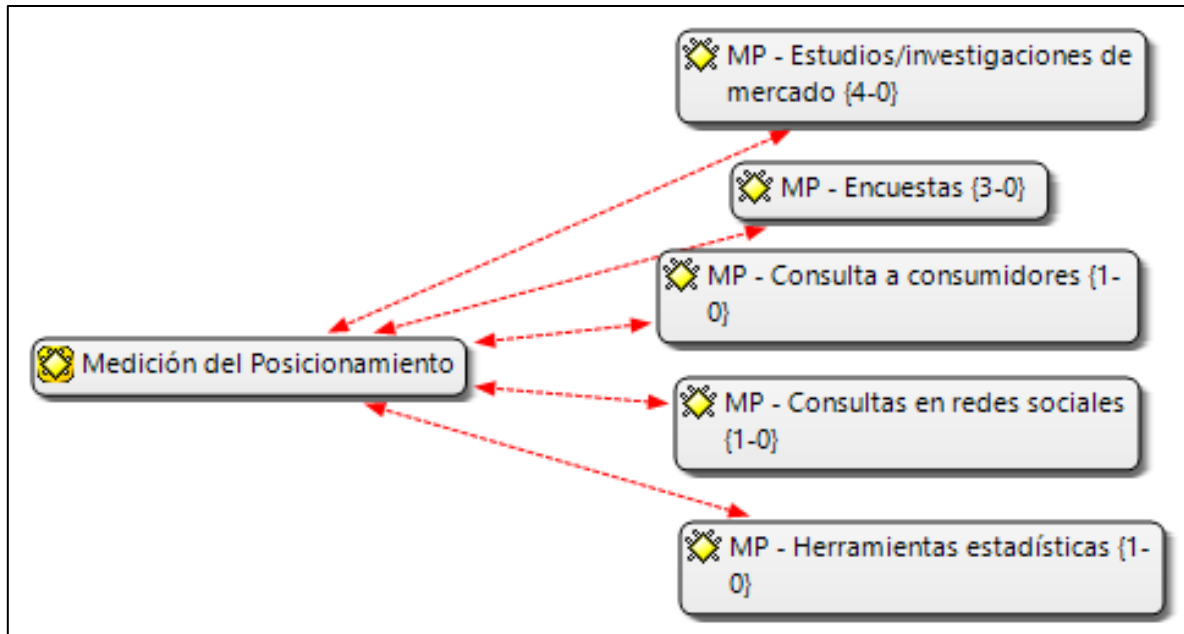 MP - Estudios/investigaciones de
mercado {4-0}
MP - Encuestas {3-0}
MP - Consulta a consumidores {1-
0}
Medición del Posicionamiento
MP - Consultas en redes sociales
{1-0}
MP - Herramientas estadísticas {1-
0}